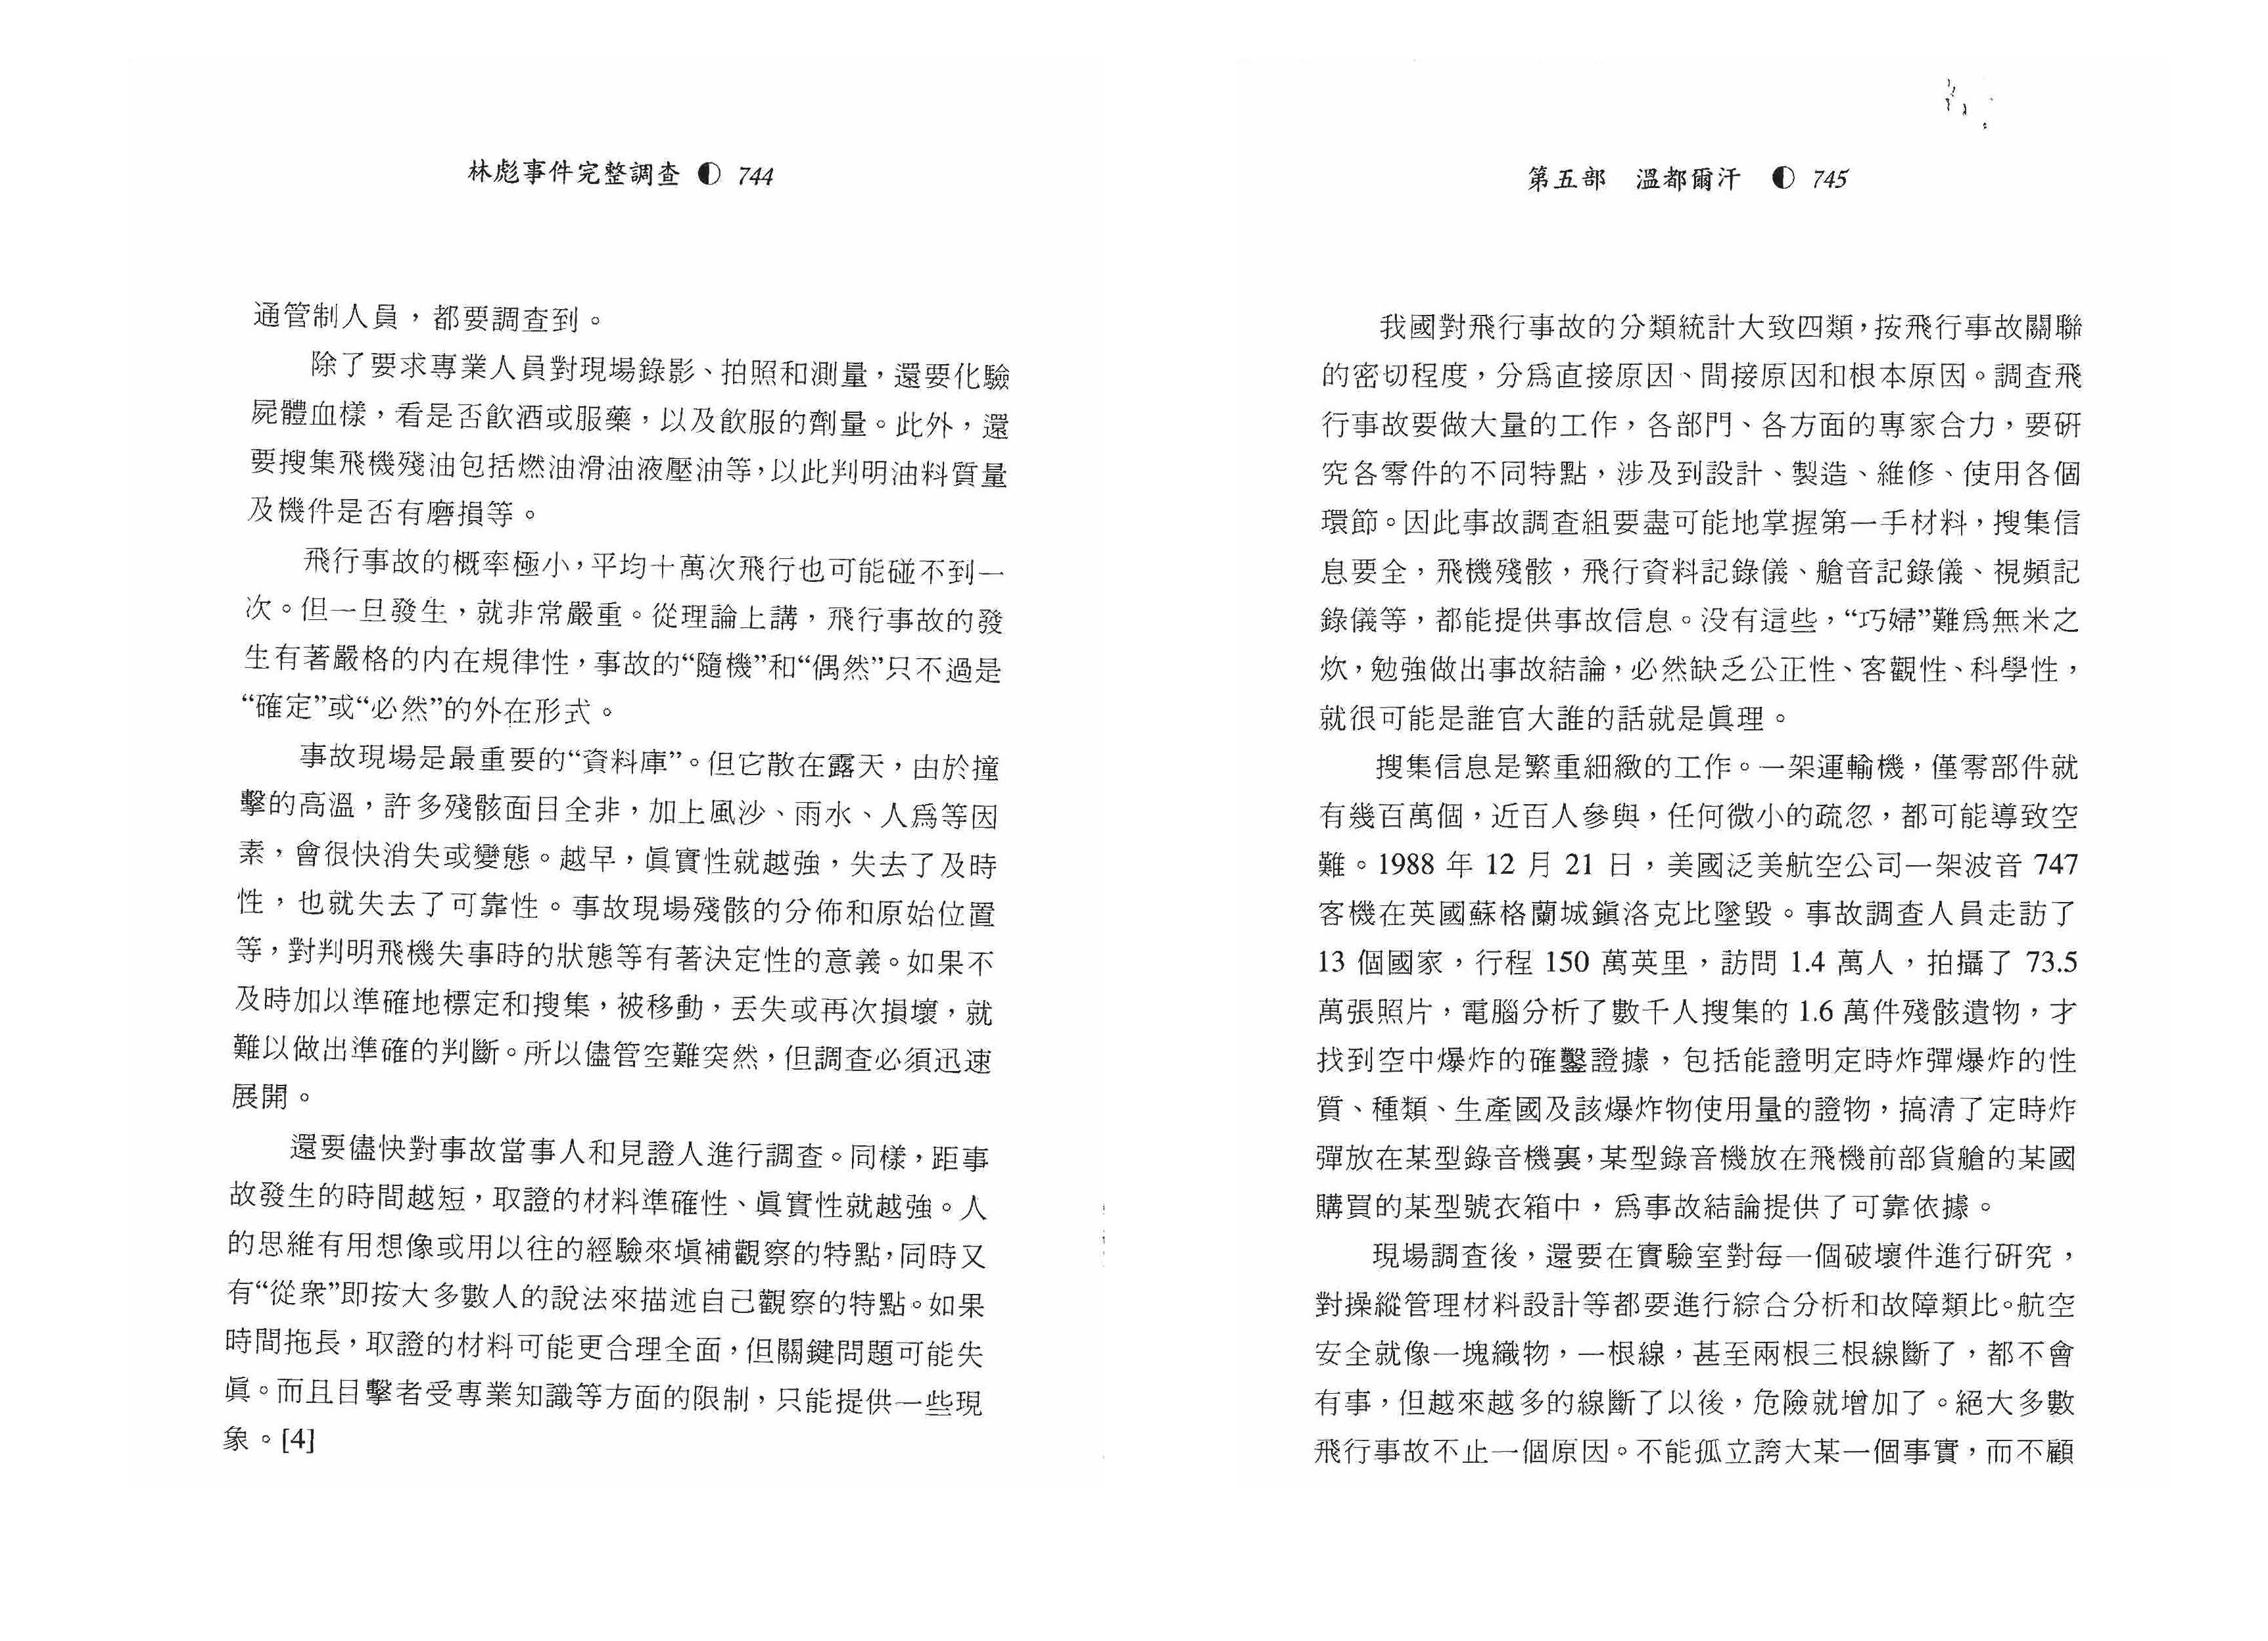 林彪事件完整調查 ◐ 744
通管制人員，都要調查到。
除了要求專業人員對現場錄影、拍照和測量，還要化驗
屍體血樣，看是否飲酒或服藥，以及飲服的劑量。此外，還
要搜集飛機殘油包括燃油滑油液壓油等，以此判明油料質量
及機件是否有磨損等。
飛行事故的概率極小，平均十萬次飛行也可能碰不到一
次。但一旦發生，就非常嚴重。從理論上講，飛行事故的發
生有著嚴格的内在規律性，事故的“隨機”和“偶然”只不過是
“確定”或“必然”的外在形式。
事故現場是最重要的“資料庫”。但它散在露天，由於撞
擊的高溫，許多殘骸面目全非，加上風沙、雨水、人爲等因
素，會很快消失或變態。越早，眞實性就越強，失去了及時
性，也就失去了可靠性。事故現場殘骸的分佈和原始位置
等，對判明飛機失事時的狀態等有著決定性的意義。如果不
及時加以準確地標定和搜集，被移動，丟失或再次損壞，就
難以做出準確的判斷。所以儘管空難突然，但調查必須迅速
展開。
還要儘快對事故當事人和見證人進行調查。同樣，距事
故發生的時間越短，取證的材料準確性、眞實性就越強。人
的思維有用想像或用以往的經驗來塡補觀察的特點，同時又
有“從衆”即按大多數人的說法來描述自己觀察的特點。如果
時間拖長，取證的材料可能更合理全面，但關鍵問題可能失
眞。而且目擊者受專業知識等方面的限制，只能提供一些現
象。[4]
第五部 溫都爾汗 ◐ 745
我國對飛行事故的分類統計大致四類，按飛行事故關聯
的密切程度，分爲直接原因、間接原因和根本原因。調查飛
行事故要做大量的工作，各部門、各方面的專家合力，要研
究各零件的不同特點，涉及到設計、製造、維修、使用各個
環節。因此事故調查組要盡可能地掌握第一手材料，搜集信
息要全，飛機殘骸，飛行資料記錄儀、艙音記錄儀、視頻記
錄儀等，都能提供事故信息。没有這些，“巧婦”難爲無米之
炊，勉強做出事故結論，必然缺乏公正性、客觀性、科學性，
就很可能是誰官大誰的話就是眞理。
搜集信息是繁重細緻的工作。一架運輸機，僅零部件就
有幾百萬個，近百人參與，任何微小的疏忽，都可能導致空
難。1988 年 12 月 21 日，美國泛美航空公司一架波音 747
客機在英國蘇格蘭城鎭洛克比墜毀。事故調查人員走訪了
13 個國家，行程 150 萬英里，訪問 1.4 萬人，拍攝了 73.5
萬張照片，電腦分析了數千人搜集的 1.6 萬件殘骸遺物，才
找到空中爆炸的確鑿證據，包括能證明定時炸彈爆炸的性
質、種類、生產國及該爆炸物使用量的證物，搞清了定時炸
彈放在某型錄音機裏，某型錄音機放在飛機前部貨艙的某國
購買的某型號衣箱中，爲事故結論提供了可靠依據。
現場調查後，還要在實驗室對每一個破壞件進行研究，
對操縱管理材料設計等都要進行綜合分析和故障類比。航空
安全就像一塊織物，一根線，甚至兩根三根線斷了，都不會
有事，但越來越多的線斷了以後，危險就增加了。絕大多數
飛行事故不止一個原因。不能孤立誇大某一個事實，而不顧